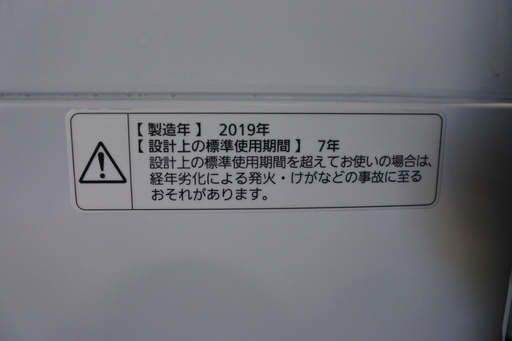 【製造年】 2019年
【設計上の標準使用期間】 7年
設計上の標準使用期間を超えてお使いの場合は、
経年劣化による発火・けがなどの事故に至る
おそれがあります。